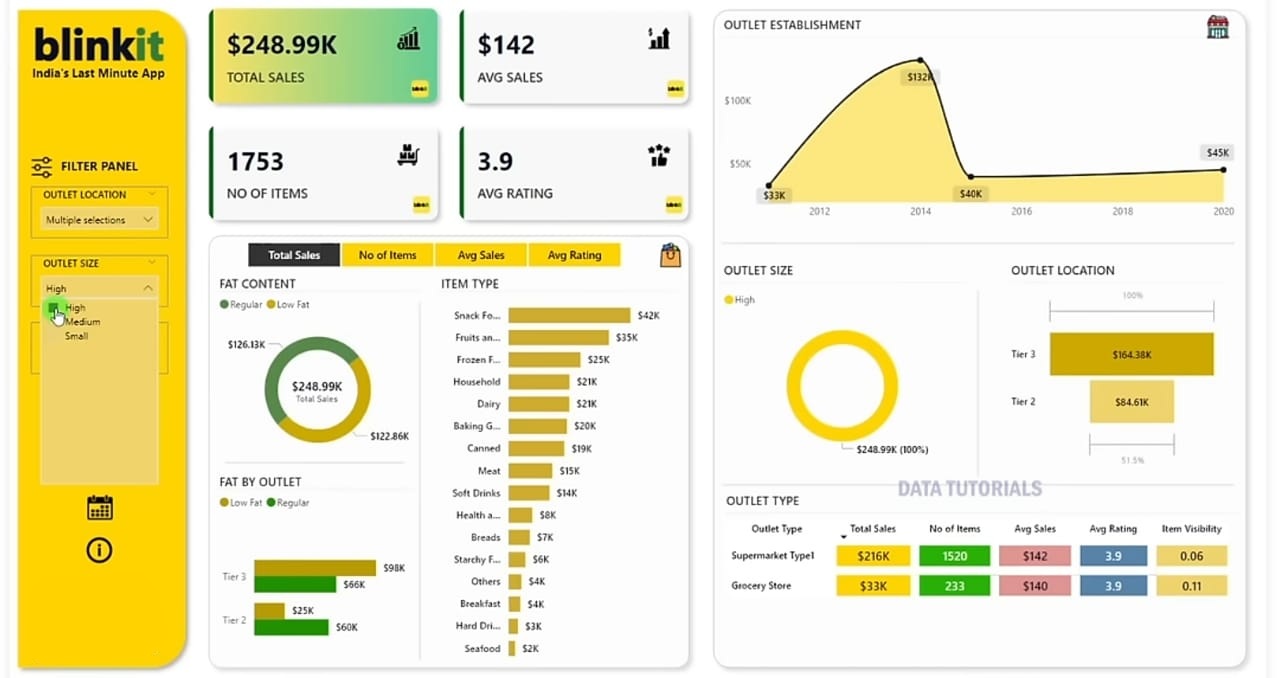 blinkit
India's Last Minute App
FILTER PANEL
OUTLET LOCATION
Multiple selections
OUTLET SIZE
High
High
Medium
Small
$248.99K
TOTAL SALES
$142
AVG SALES
1753
NO OF ITEMS
3.9
AVG RATING
Total Sales
No of Items
Avg Sales
Avg Rating
FAT CONTENT
Regular
Low Fat
$126.13K
$248.99K
Total Sales
$122.86K
FAT BY OUTLET
Low Fat
Regular
Tier 3
$98K
$66K
Tier 2
$25K
$60K
ITEM TYPE
Snack Fo... $42K
Fruits an... $35K
Frozen F... $25K
Household $21K
Dairy $21K
Baking G... $20K
Canned $19K
Meat $15K
Soft Drinks $14K
Health a... $8K
Breads $7K
Starchy F... $6K
Others $4K
Breakfast $4K
Hard Dri... $3K
Seafood $2K
OUTLET ESTABLISHMENT
$100K
$50K
$33K
$132K
$40K
$45K
2012 2014 2016 2018 2020
OUTLET SIZE
High
$248.99K (100%)
OUTLET LOCATION
100%
Tier 3 $164.38K
Tier 2 $84.61K
51.5%
DATA TUTORIALS
OUTLET TYPE
Outlet Type Total Sales No of Items Avg Sales Avg Rating Item Visibility
Supermarket Type1 $216K 1520 $142 3.9 0.06
Grocery Store $33K 233 $140 3.9 0.11